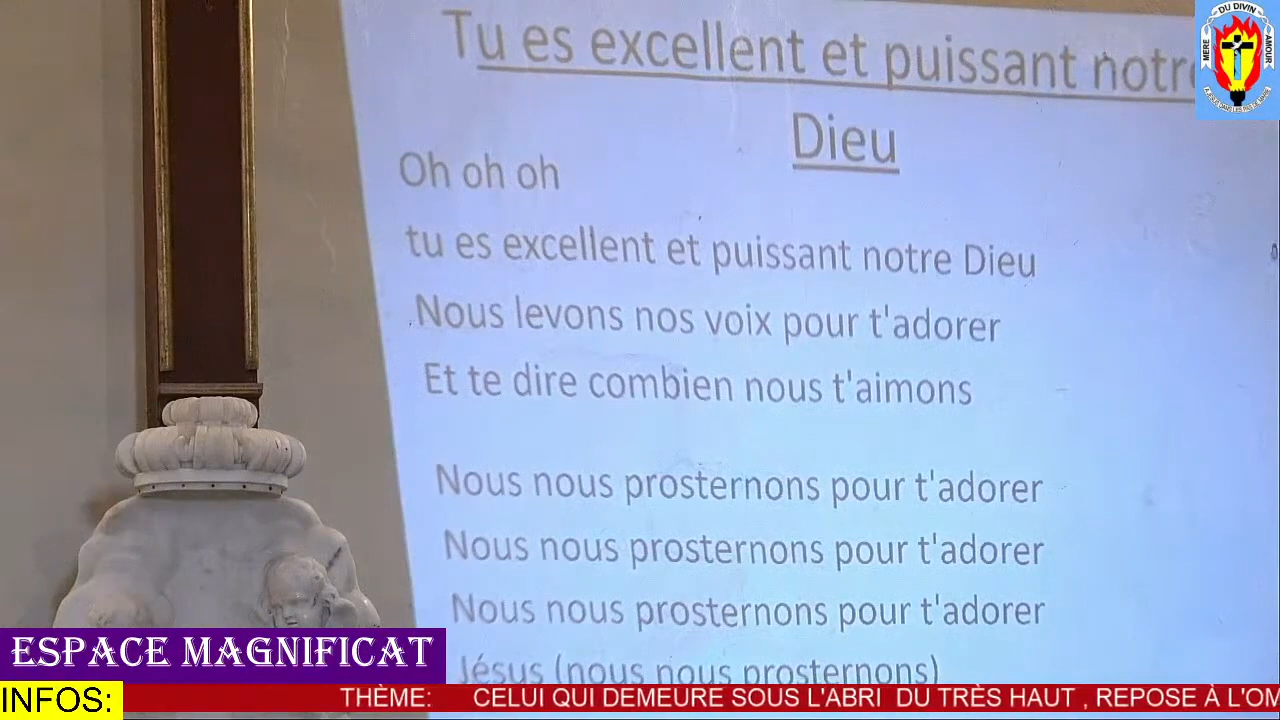 Tu es excellent et puissant notre
Dieu
Oh oh oh
tu es excellent et puissant notre Dieu
Nous levons nos voix pour t'adorer
Et te dire combien nous t'aimons
Nous nous prosternons pour t'adorer
Nous nous prosternons pour t'adorer
Nous nous prosternons pour t'adorer
Jésus (nous nous prosternons)
MERE DU DIVIN AMOUR
ESPACE MAGNIFICAT
INFOS: THÈME: CELUI QUI DEMEURE SOUS L'ABRI DU TRÈS HAUT , REPOSE À L'OM